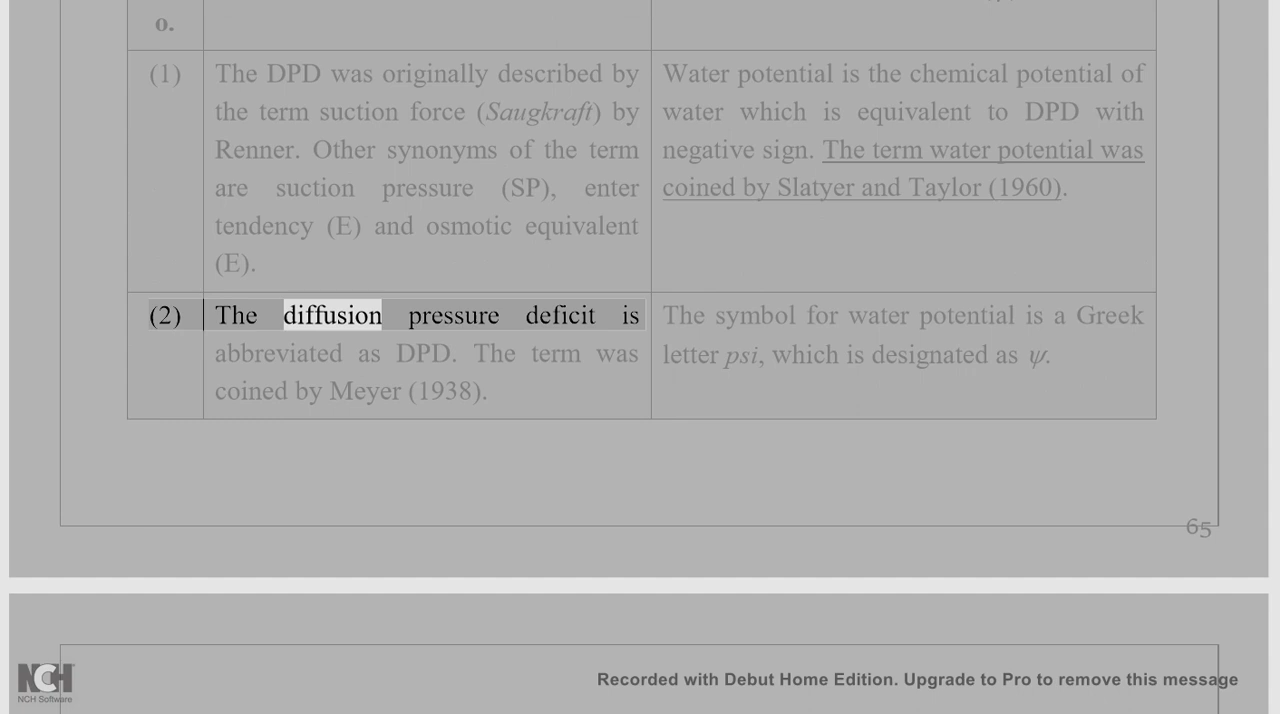 o.
(1)
The DPD was originally described by
the term suction force (Saugkraft) by
Renner. Other synonyms of the term
are suction pressure (SP), enter
tendency (E) and osmotic equivalent
(E).
Water potential is the chemical potential of
water which is equivalent to DPD with
negative sign. The term water potential was
coined by Slatyer and Taylor (1960).
(2)
The diffusion pressure deficit is
abbreviated as DPD. The term was
coined by Meyer (1938).
The symbol for water potential is a Greek
letter psi, which is designated as ψ.
65
NCH
NCH Software
Recorded with Debut Home Edition. Upgrade to Pro to remove this message